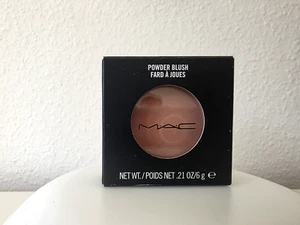 POWDER BLUSH
FARD À JOUES
MAC
NET WT./POIDS NET .21 OZ/6 g ℮